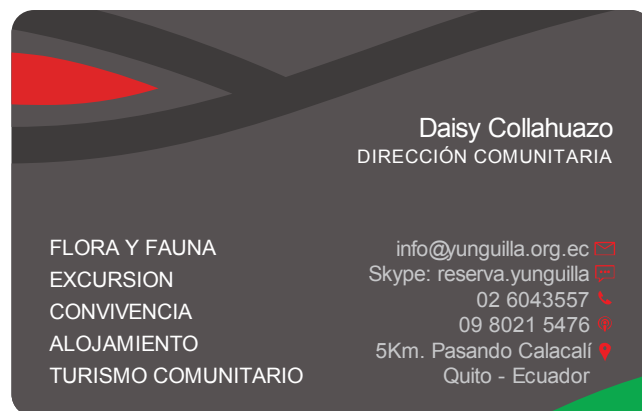 Daisy Collahuazo
DIRECCIÓN COMUNITARIA
FLORA Y FAUNA
EXCURSION
CONVIVENCIA
ALOJAMIENTO
TURISMO COMUNITARIO
info@yunguilla.org.ec
Skype: reserva.yunguilla
02 6043557
09 8021 5476
5Km. Pasando Calacalí
Quito - Ecuador